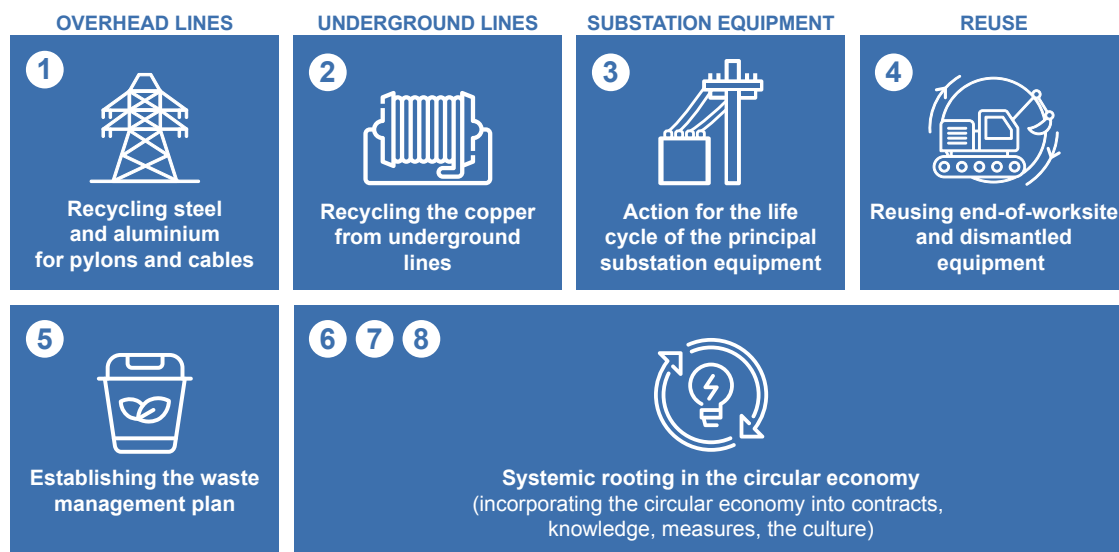 OVERHEAD LINES
1
Recycling steel
and aluminium
for pylons and cables
UNDERGROUND LINES
2
Recycling the copper
from underground
lines
SUBSTATION EQUIPMENT
3
Action for the life
cycle of the principal
substation equipment
REUSE
4
Reusing end-of-worksite
and dismantled
equipment
5
Establishing the waste
management plan
6 7 8
Systemic rooting in the circular economy
(incorporating the circular economy into contracts,
knowledge, measures, the culture)